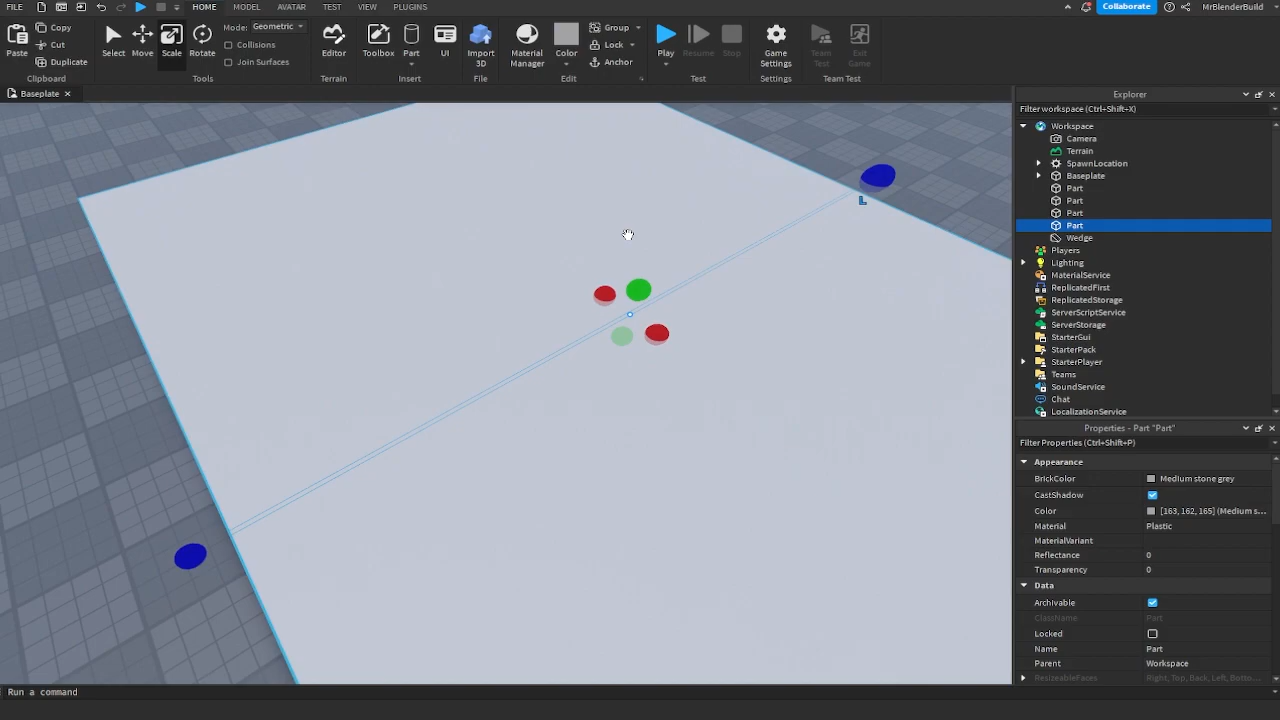 FILE HOME MODEL AVATAR TEST VIEW PLUGINS Collaborate MrBlenderBuild
Paste Copy Cut Duplicate Select Move Scale Rotate Mode: Geometric Collisions Join Surfaces Editor Toolbox Part UI Import 3D Material Manager Color Group Lock Anchor Play Resume Stop Game Settings Team Test Exit Game
Clipboard Tools Terrain Insert File Edit Test Settings Team Test
Baseplate
Explorer
Filter workspace (Ctrl+Shift+X)
Workspace
Camera
Terrain
SpawnLocation
Baseplate
Part
Part
Part
Part
Wedge
Players
Lighting
MaterialService
ReplicatedFirst
ReplicatedStorage
ServerScriptService
ServerStorage
StarterGui
StarterPack
StarterPlayer
Teams
SoundService
Chat
LocalizationService
Properties - Part "Part"
Filter Properties (Ctrl+Shift+P)
Appearance
BrickColor Medium stone grey
CastShadow
Color [163, 162, 165] (Medium s...
Material Plastic
MaterialVariant
Reflectance 0
Transparency 0
Data
Archivable
ClassName Part
Locked
Name Part
Parent Workspace
ResizeableFaces Right, Top, Back, Left, Botto...
L
Run a command